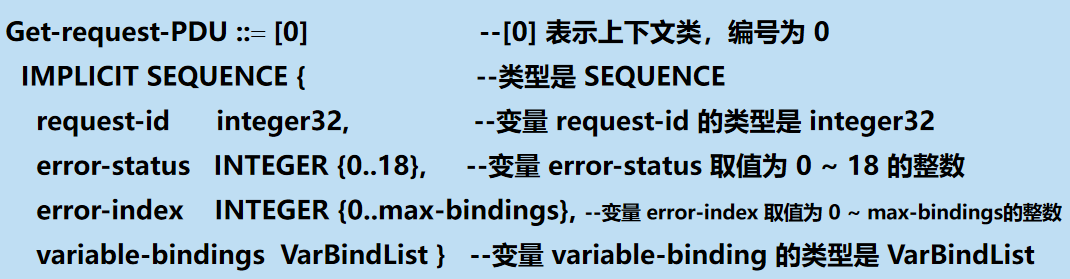 Get-request-PDU ::= [0] --[0] 表示上下文类，编号为 0
IMPLICIT SEQUENCE { --类型是 SEQUENCE
request-id integer32, --变量 request-id 的类型是 integer32
error-status INTEGER {0..18}, --变量 error-status 取值为 0 ~ 18 的整数
error-index INTEGER {0..max-bindings}, --变量 error-index 取值为 0 ~ max-bindings的整数
variable-bindings VarBindList } --变量 variable-binding 的类型是 VarBindList